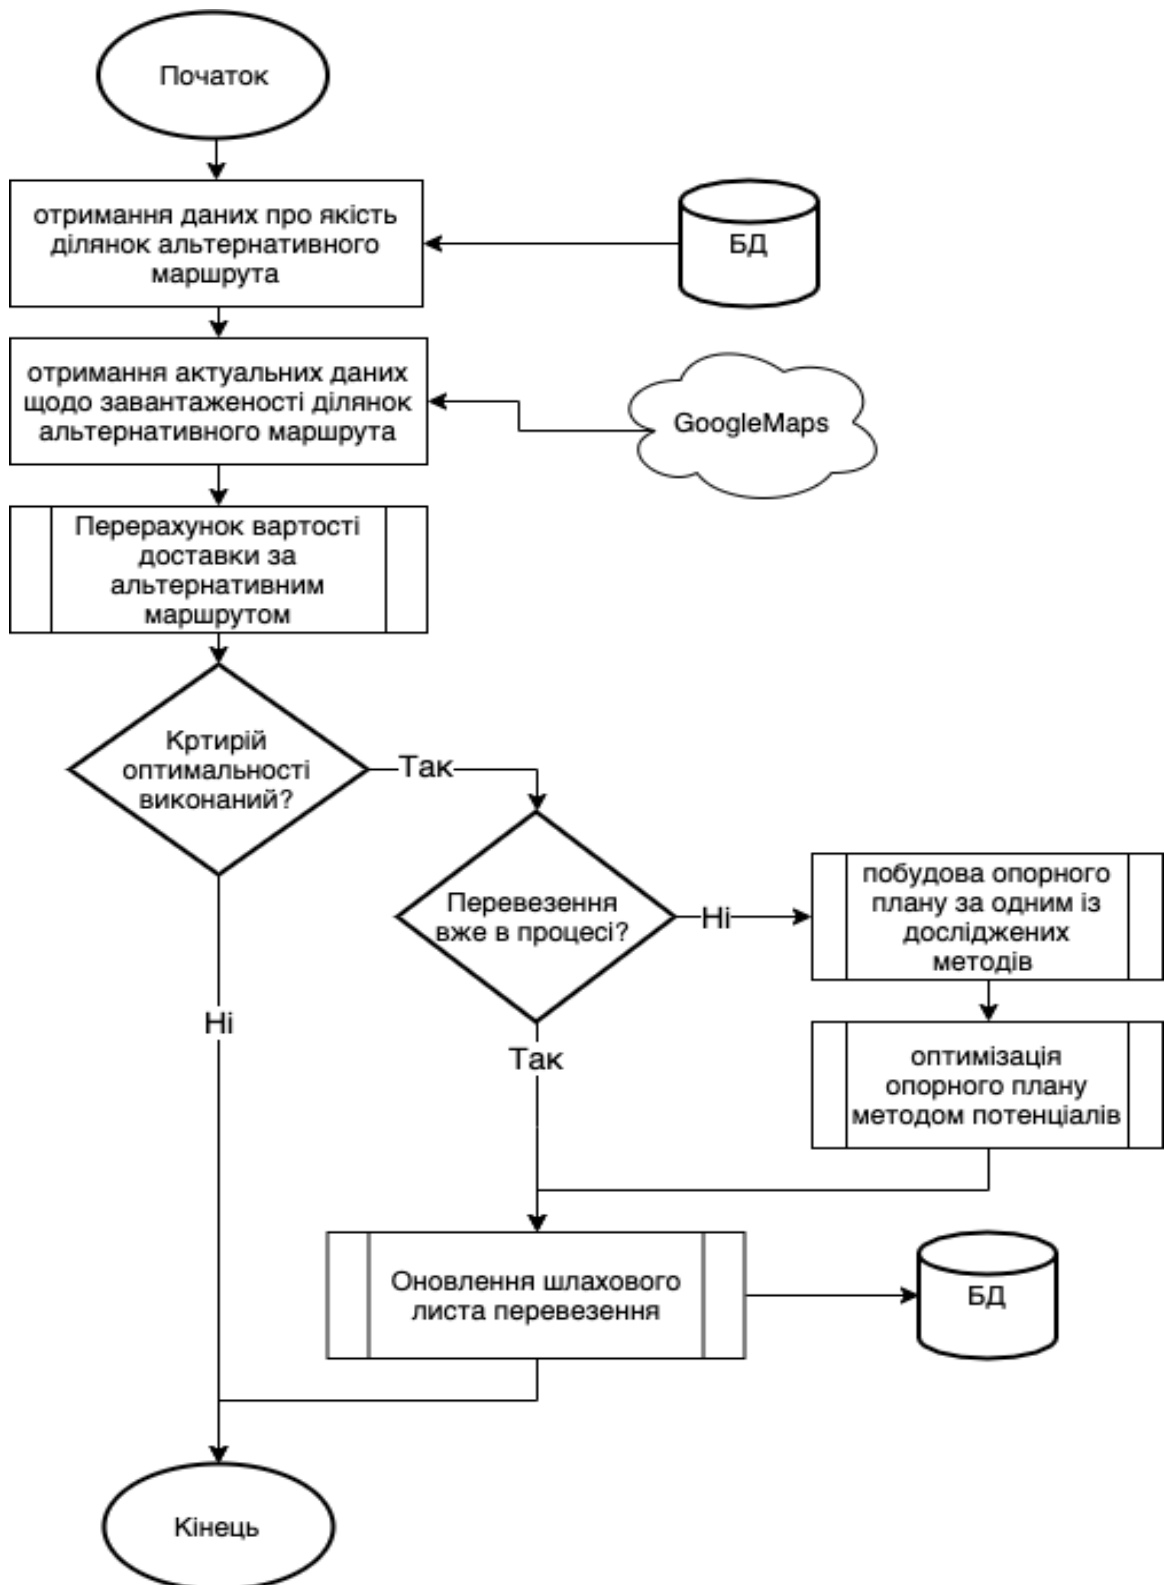 Початок
отримання даних про якість
ділянок альтернативного
маршрута
БД
отримання актуальних даних
щодо завантаженості ділянок
альтернативного маршрута
GoogleMaps
Перерахунок вартості
доставки за
альтернативним
маршрутом
Кртирій
оптимальності
виконаний?
Так
Перевезення
вже в процесі?
Ні
побудова опорного
плану за одним із
досліджених
методів
Ні
Так
оптимізація
опорного плану
методом потенціалів
Оновлення шлахового
листа перевезення
БД
Кінець